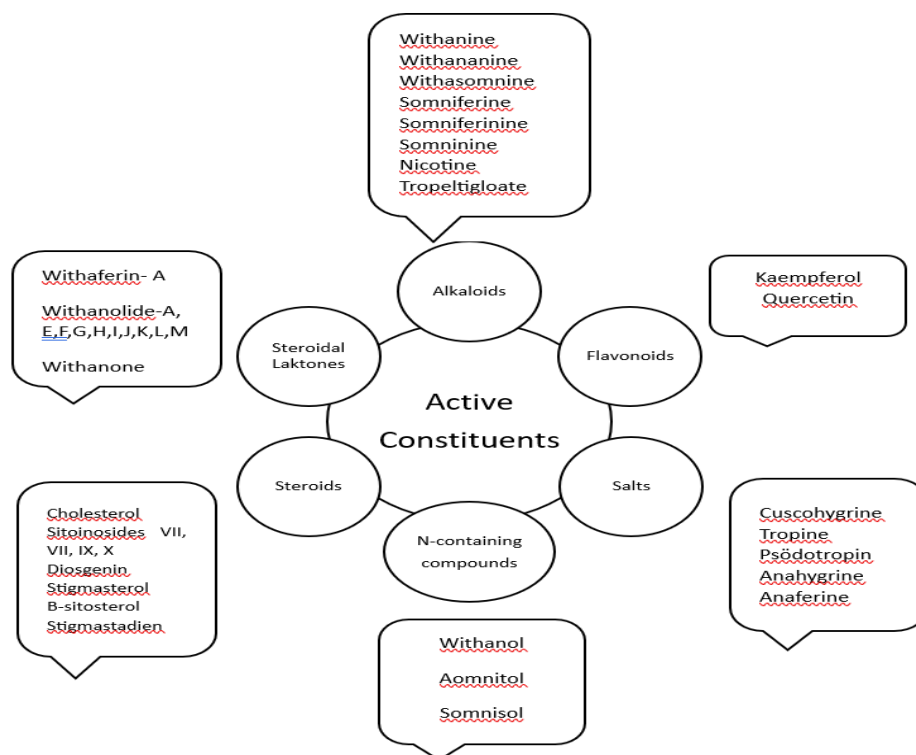 Withanine
Withananine
Withasomnine
Somniferine
Somniferinine
Somninine
Nicotine
Tropeltigloate
Withaferin- A
Withanolide-A,
E,F,G,H,I,J,K,L,M
Withanone
Alkaloids
Kaempferol
Quercetin
Steroidal
Laktones
Flavonoids
Active
Constituents
Steroids
Salts
N-containing
compounds
Cholesterol
Sitoinosides VII,
VII, IX, X
Diosgenin
Stigmasterol
B-sitosterol
Stigmastadien
Cuscohygrine
Tropine
Psödotropin
Anahygrine
Anaferine
Withanol
Aomnitol
Somnisol